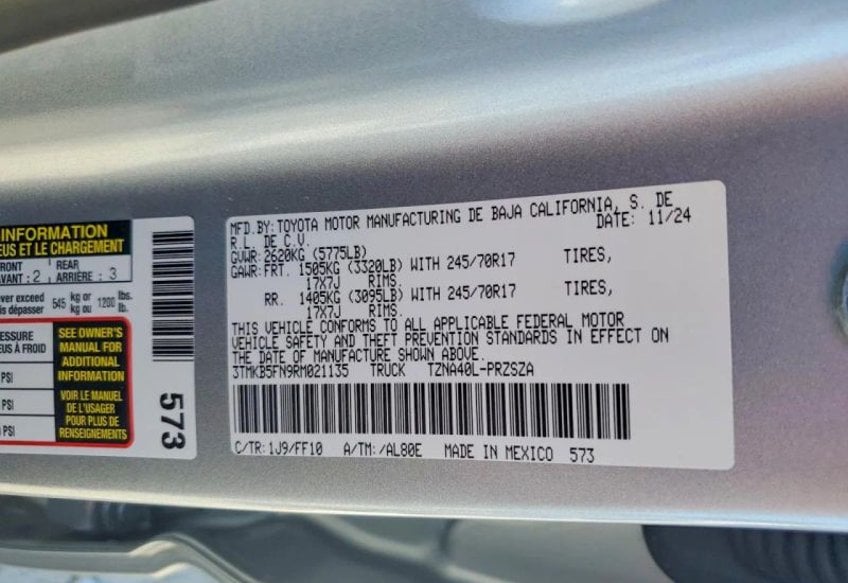 INFORMATION
EUS ET LE CHARGEMENT
FRONT REAR
AVANT : 2 ARRIÈRE : 3
ver exceed 545 kg or 1200 lbs.
is dépasser kg ou lb.
ESSURE
US À FROID
PSI
PSI
PSI
SEE OWNER'S
MANUAL FOR
ADDITIONAL
INFORMATION
VOIR LE MANUEL
DE L'USAGER
POUR PLUS DE
RENSEIGNEMENTS
573
MFD.BY: TOYOTA MOTOR MANUFACTURING DE BAJA CALIFORNIA, S. DE
R.L. DE C.V. DATE: 11/24
GVWR: 2620KG (5775LB)
GAWR: FRT. 1505KG (3320LB) WITH 245/70R17 TIRES,
17X7J RIMS.
RR. 1405KG (3095LB) WITH 245/70R17 TIRES,
17X7J RIMS.
THIS VEHICLE CONFORMS TO ALL APPLICABLE FEDERAL MOTOR
VEHICLE SAFETY AND THEFT PREVENTION STANDARDS IN EFFECT ON
THE DATE OF MANUFACTURE SHOWN ABOVE.
3TMKB5FN9RM021135 TRUCK TZNA40L-PRZSZA
C/TR: 1J9/FF10 A/TM: /AL80E MADE IN MEXICO 573